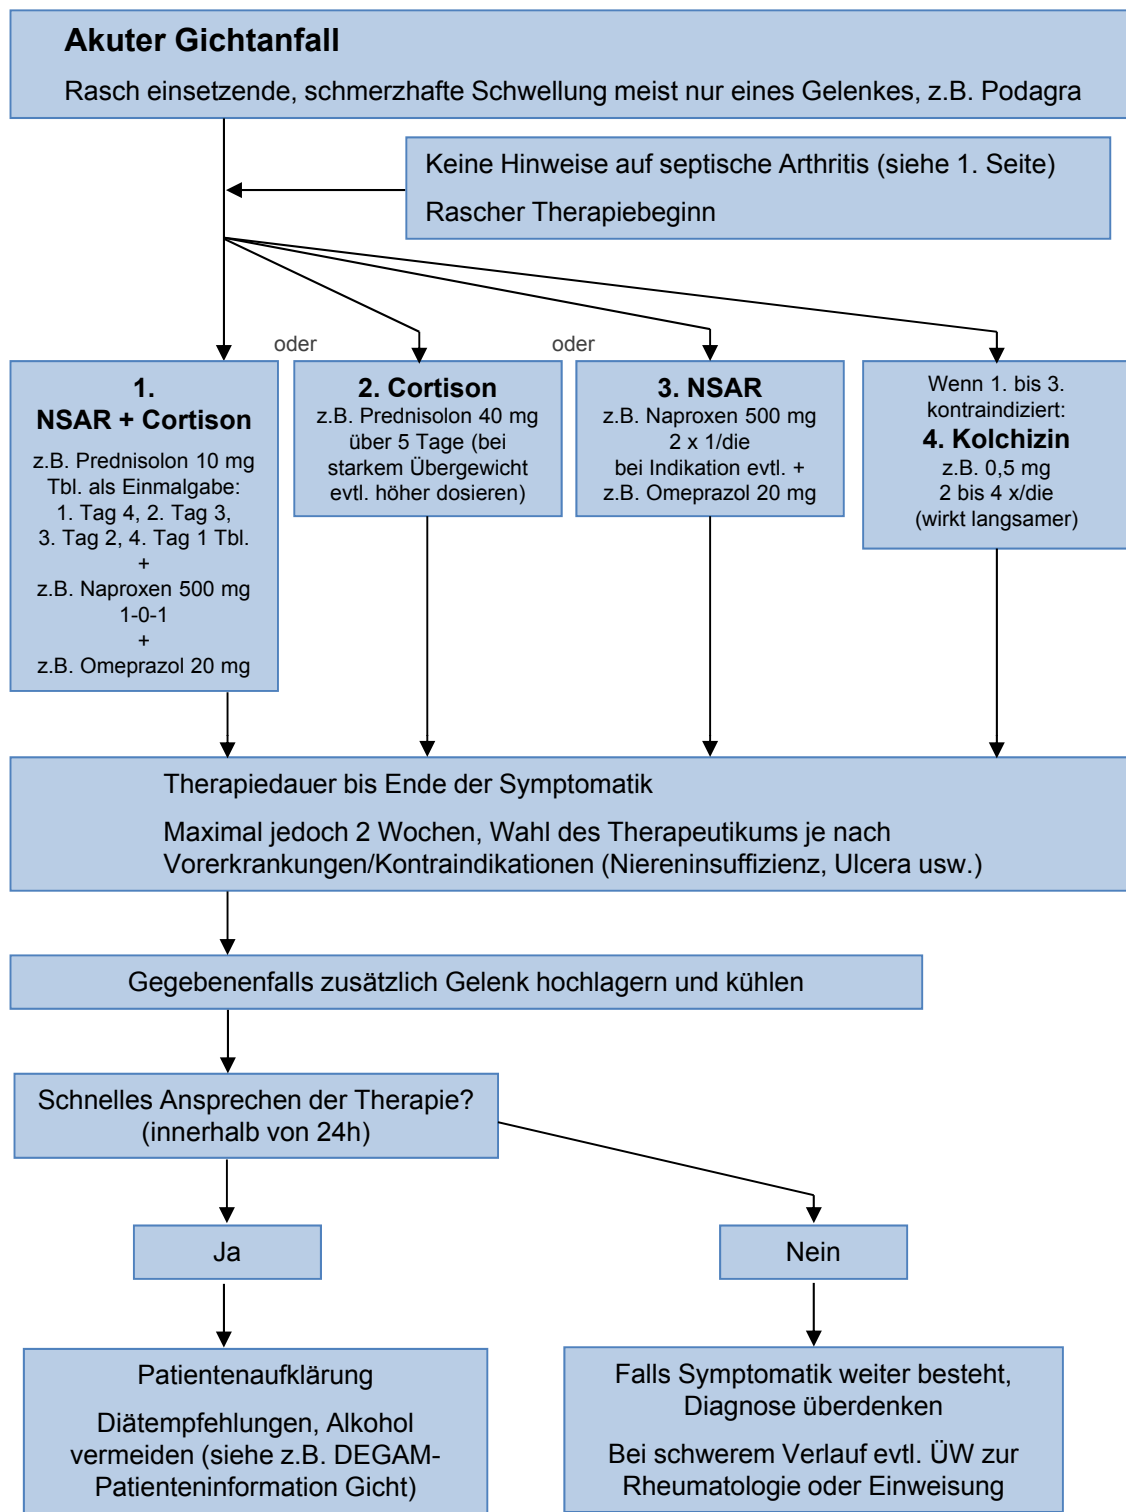 Akuter Gichtanfall
Rasch einsetzende, schmerzhafte Schwellung meist nur eines Gelenkes, z.B. Podagra
Keine Hinweise auf septische Arthritis (siehe 1. Seite)
Rascher Therapiebeginn
oder
oder
1.
NSAR + Cortison
z.B. Prednisolon 10 mg
Tbl. als Einmalgabe:
1. Tag 4, 2. Tag 3,
3. Tag 2, 4. Tag 1 Tbl.
+
z.B. Naproxen 500 mg
1-0-1
+
z.B. Omeprazol 20 mg
2. Cortison
z.B. Prednisolon 40 mg
über 5 Tage (bei
starkem Übergewicht
evtl. höher dosieren)
3. NSAR
z.B. Naproxen 500 mg
2 x 1/die
bei Indikation evtl. +
z.B. Omeprazol 20 mg
Wenn 1. bis 3.
kontraindiziert:
4. Kolchizin
z.B. 0,5 mg
2 bis 4 x/die
(wirkt langsamer)
Therapiedauer bis Ende der Symptomatik
Maximal jedoch 2 Wochen, Wahl des Therapeutikums je nach
Vorerkrankungen/Kontraindikationen (Niereninsuffizienz, Ulcera usw.)
Gegebenenfalls zusätzlich Gelenk hochlagern und kühlen
Schnelles Ansprechen der Therapie?
(innerhalb von 24h)
Ja
Nein
Patientenaufklärung
Diätempfehlungen, Alkohol
vermeiden (siehe z.B. DEGAM-
Patienteninformation Gicht)
Falls Symptomatik weiter besteht,
Diagnose überdenken
Bei schwerem Verlauf evtl. ÜW zur
Rheumatologie oder Einweisung